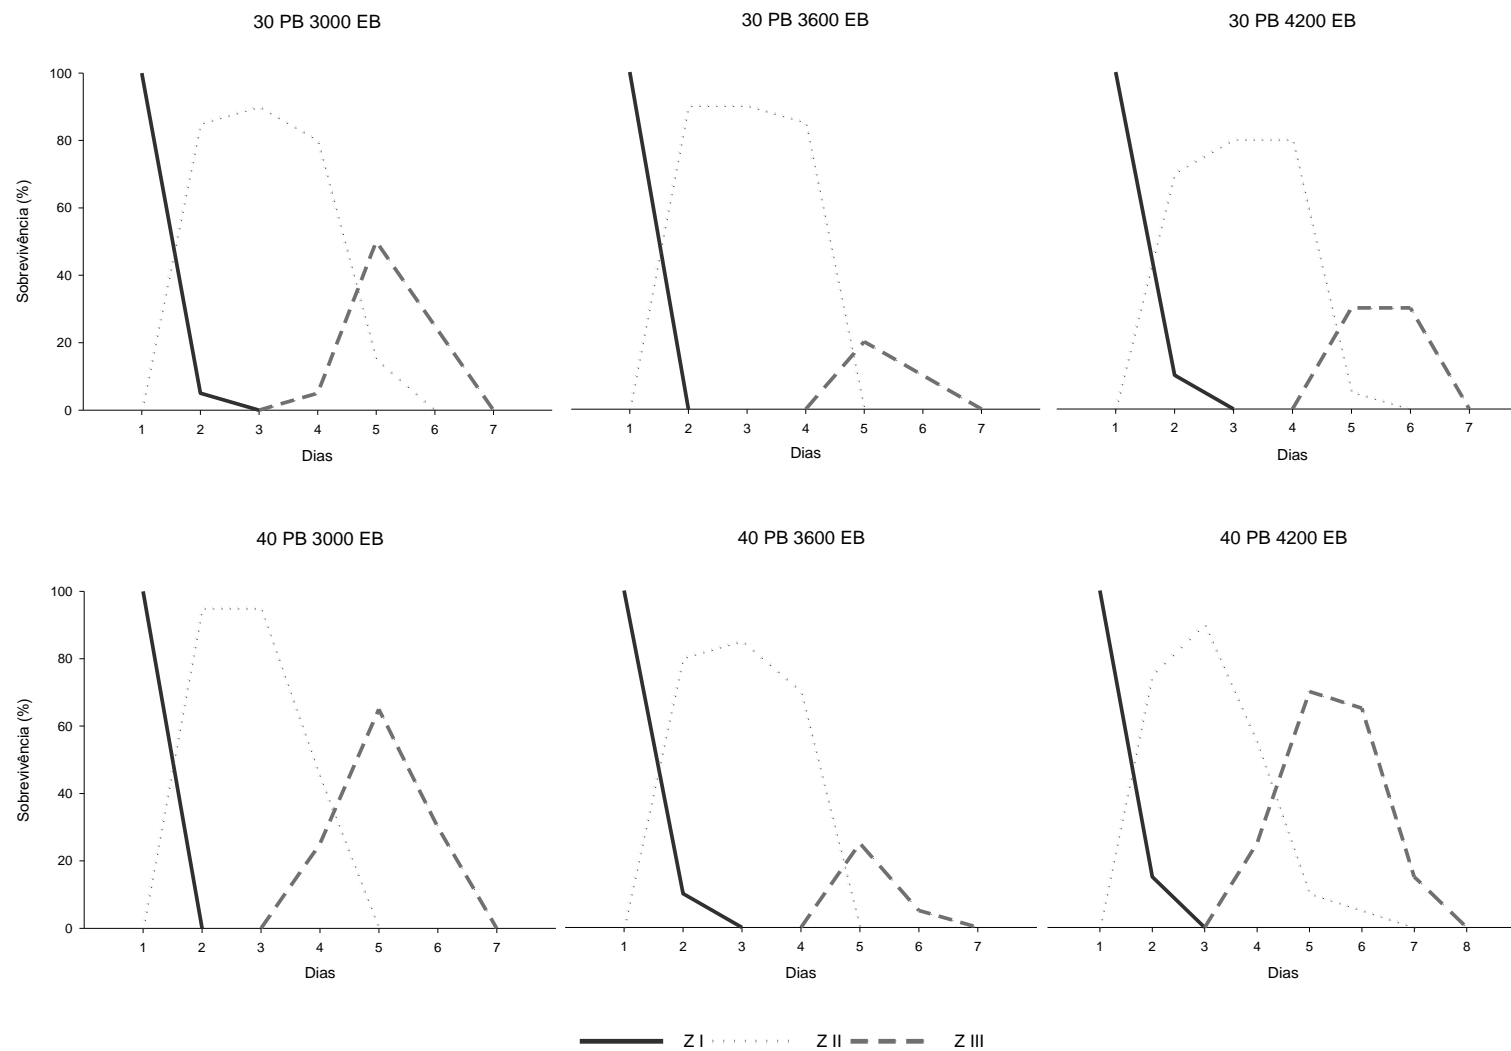 30 PB 3000 EB
30 PB 3600 EB
30 PB 4200 EB
Sobrevivência (%)
100
80
60
40
20
0
1 2 3 4 5 6 7
1 2 3 4 5 6 7
1 2 3 4 5 6 7
Dias
Dias
Dias
40 PB 3000 EB
40 PB 3600 EB
40 PB 4200 EB
Sobrevivência (%)
100
80
60
40
20
0
1 2 3 4 5 6 7
1 2 3 4 5 6 7
1 2 3 4 5 6 7 8
Dias
Dias
Dias
Z I Z II Z III